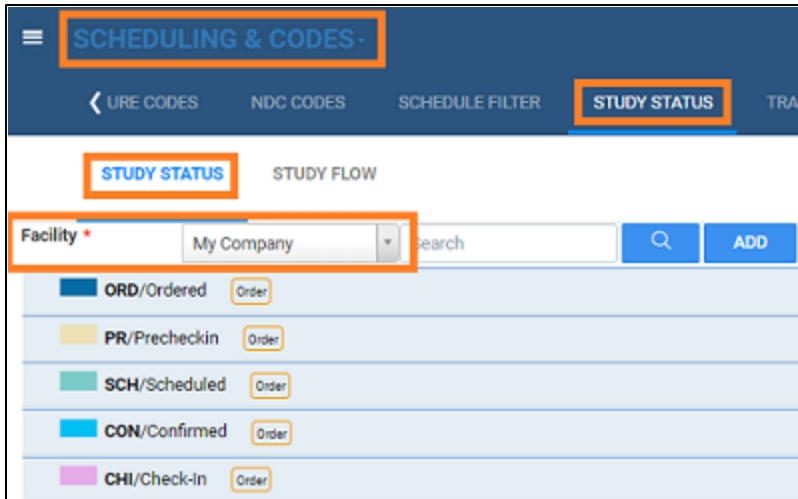 SCHEDULING & CODES
URE CODES NDC CODES SCHEDULE FILTER STUDY STATUS TRA
STUDY STATUS STUDY FLOW
Facility * My Company Search ADD
ORD/Ordered Order
PR/Precheckin Order
SCH/Scheduled Order
CON/Confirmed Order
CHI/Check-In Order